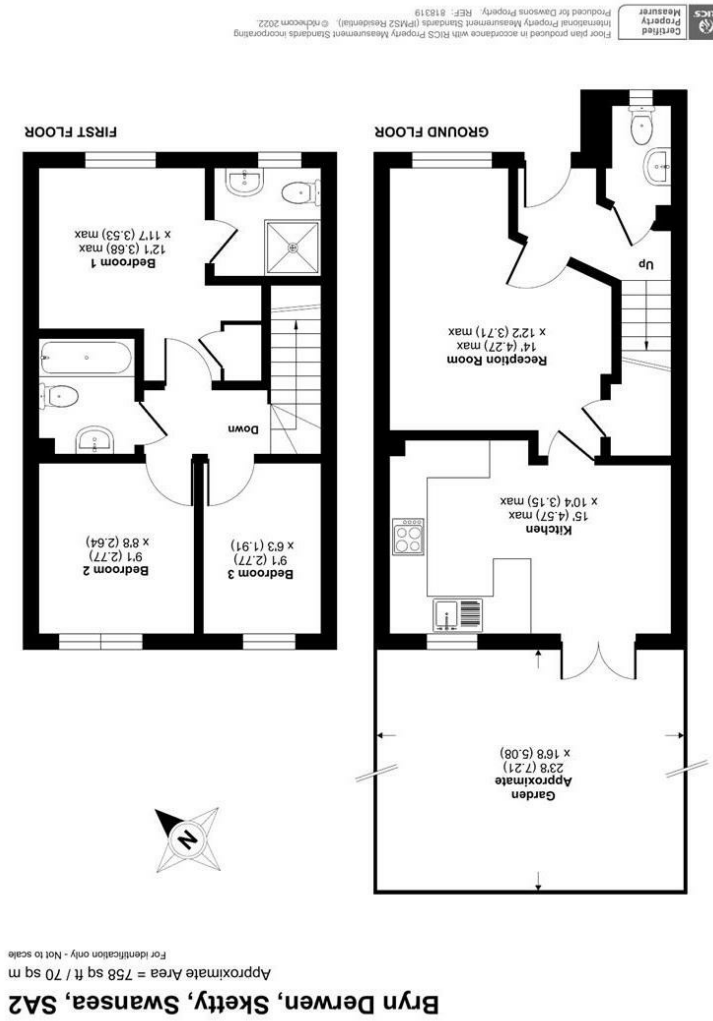 Bryn Derwen, Sketty, Swansea, SA2
Approximate Area = 758 sq ft / 70 sq m
For identification only - Not to scale
N
Garden
Approximate
23'8 (7.21)
x 16'8 (5.08)
Kitchen
15' (4.57) max
x 10'4 (3.15) max
Reception Room
14' (4.27) max
x 12'2 (3.71) max
Up
GROUND FLOOR
Bedroom 3
9'1 (2.77)
x 6'3 (1.91)
Bedroom 2
9'1 (2.77)
x 8'8 (2.64)
Down
Bedroom 1
12'1 (3.68) max
x 11'7 (3.53) max
FIRST FLOOR
RICS
Certified
Property
Measurer
Floor plan produced in accordance with RICS Property Measurement Standards incorporating
International Property Measurement Standards (IPMS2 Residential). © nichecom 2022.
Produced for Dawsons Property. REF: 818319